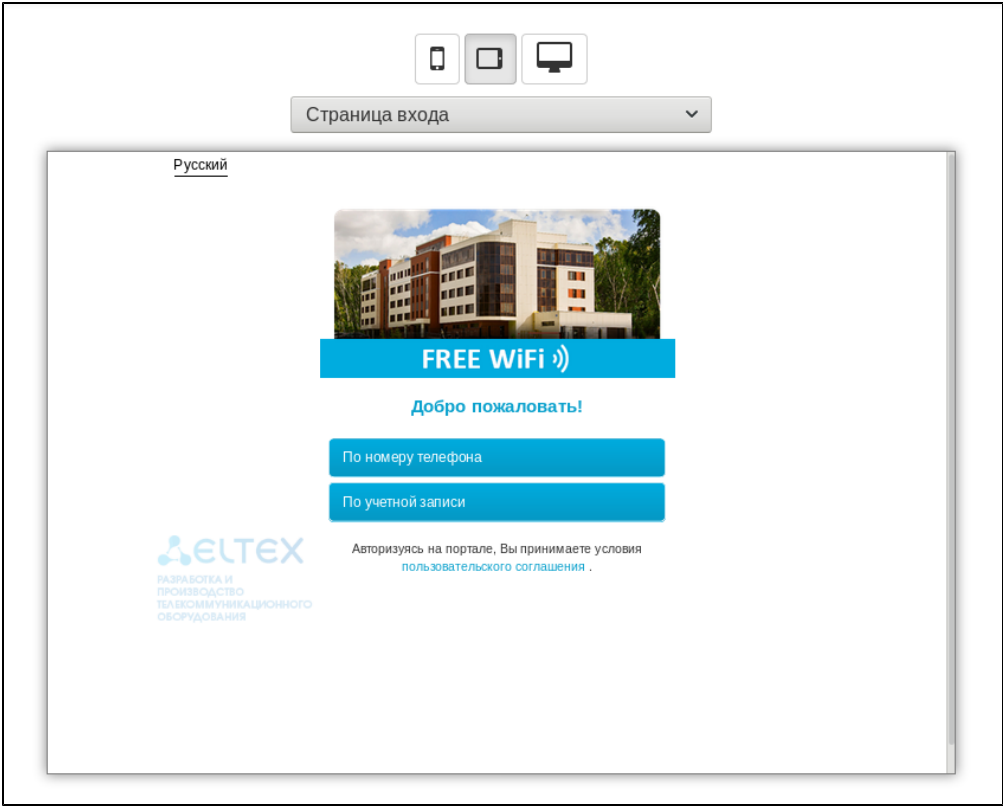 Страница входа
Русский
FREE WiFi
Добро пожаловать!
По номеру телефона
По учетной записи
Авторизуясь на портале, Вы принимаете условия
пользовательского соглашения .
ELTEX
РАЗРАБОТКА И
ПРОИЗВОДСТВО
ТЕЛЕКОММУНИКАЦИОННОГО
ОБОРУДОВАНИЯ